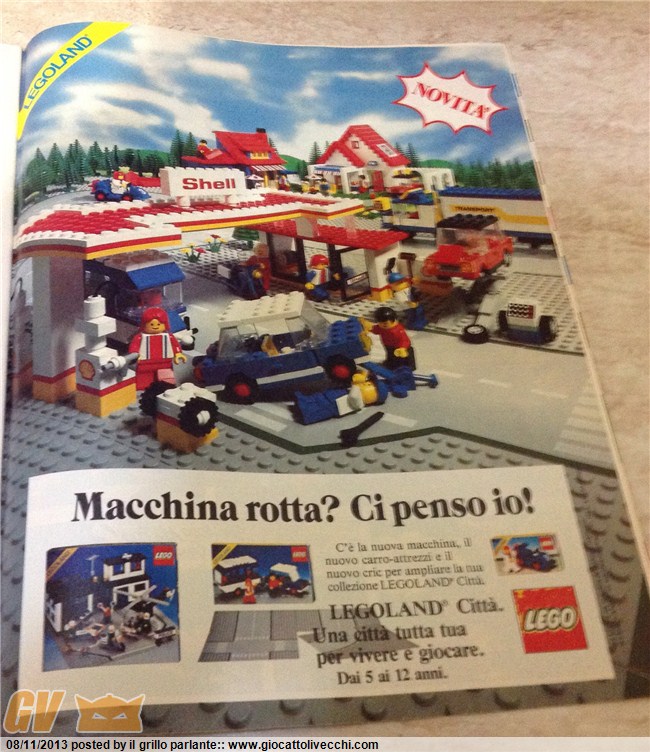 LEGOLAND
NOVITA'
Shell
TRANSPORT
Macchina rotta? Ci penso io!
LEGO
LEGO
C'è la nuova macchina, il
nuovo carro-attrezzi e il
nuovo cric per ampliare la tua
collezione LEGOLAND® Città.
LEGOLAND® Città.
Una città tutta tua
per vivere e giocare.
Dai 5 ai 12 anni.
LEGO
GV
08/11/2013 posted by il grillo parlante:: www.giocattolivecchi.com